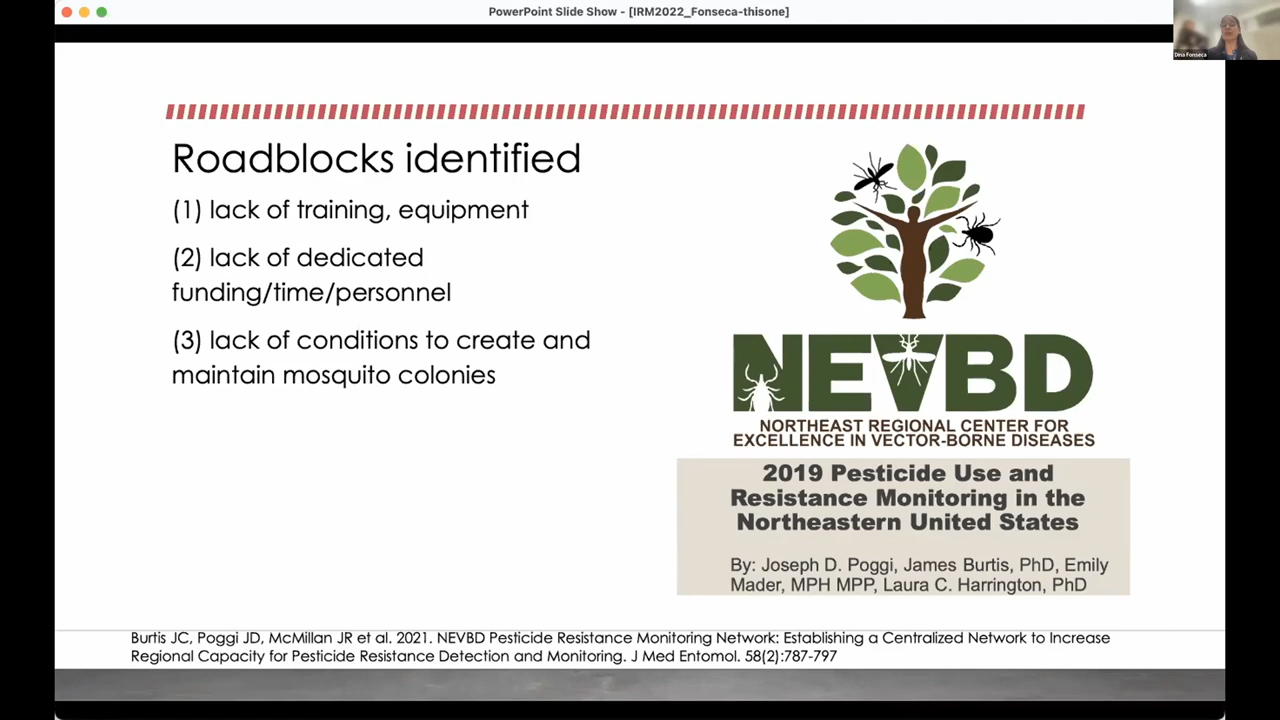 PowerPoint Slide Show - [IRM2022_Fonseca-thisone]
Dina Fonseca
Roadblocks identified
(1) lack of training, equipment
(2) lack of dedicated
funding/time/personnel
(3) lack of conditions to create and
maintain mosquito colonies
NEVBD
NORTHEAST REGIONAL CENTER FOR
EXCELLENCE IN VECTOR-BORNE DISEASES
2019 Pesticide Use and
Resistance Monitoring in the
Northeastern United States
By: Joseph D. Poggi, James Burtis, PhD, Emily
Mader, MPH MPP, Laura C. Harrington, PhD
Burtis JC, Poggi JD, McMillan JR et al. 2021. NEVBD Pesticide Resistance Monitoring Network: Establishing a Centralized Network to Increase
Regional Capacity for Pesticide Resistance Detection and Monitoring. J Med Entomol. 58(2):787-797